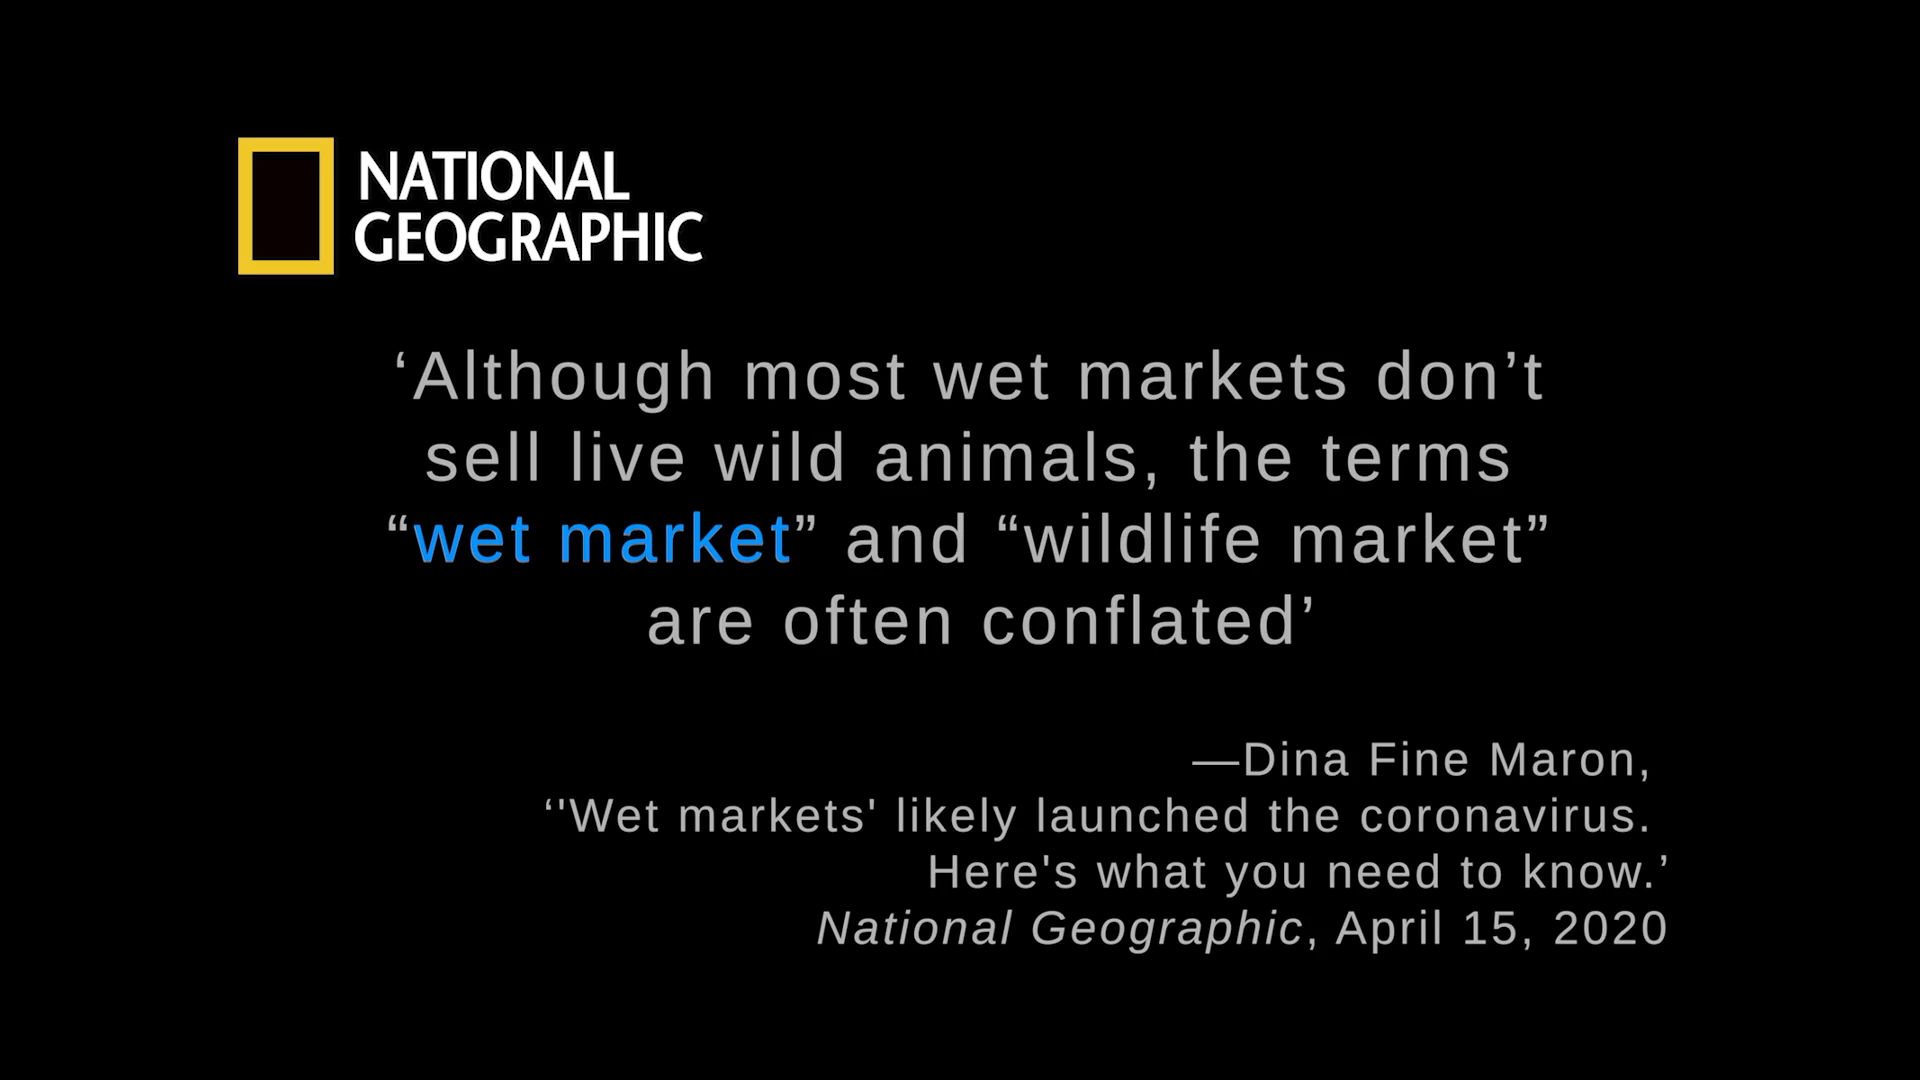 NATIONAL
GEOGRAPHIC
‘Although most wet markets don’t
sell live wild animals, the terms
“wet market” and “wildlife market”
are often conflated’
—Dina Fine Maron,
‘'Wet markets' likely launched the coronavirus.
Here's what you need to know.’
National Geographic, April 15, 2020